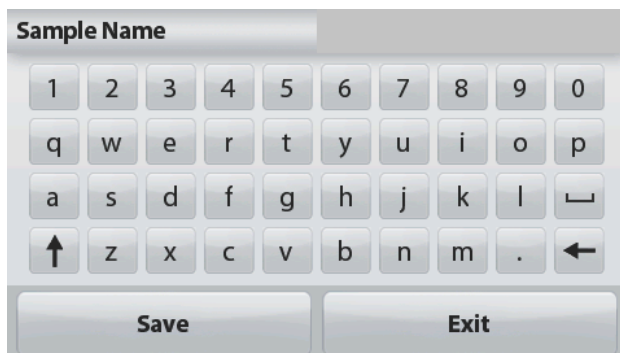 Sample Name
1 2 3 4 5 6 7 8 9 0
q w e r t y u i o p
a s d f g h j k l
z x c v b n m .
Save Exit